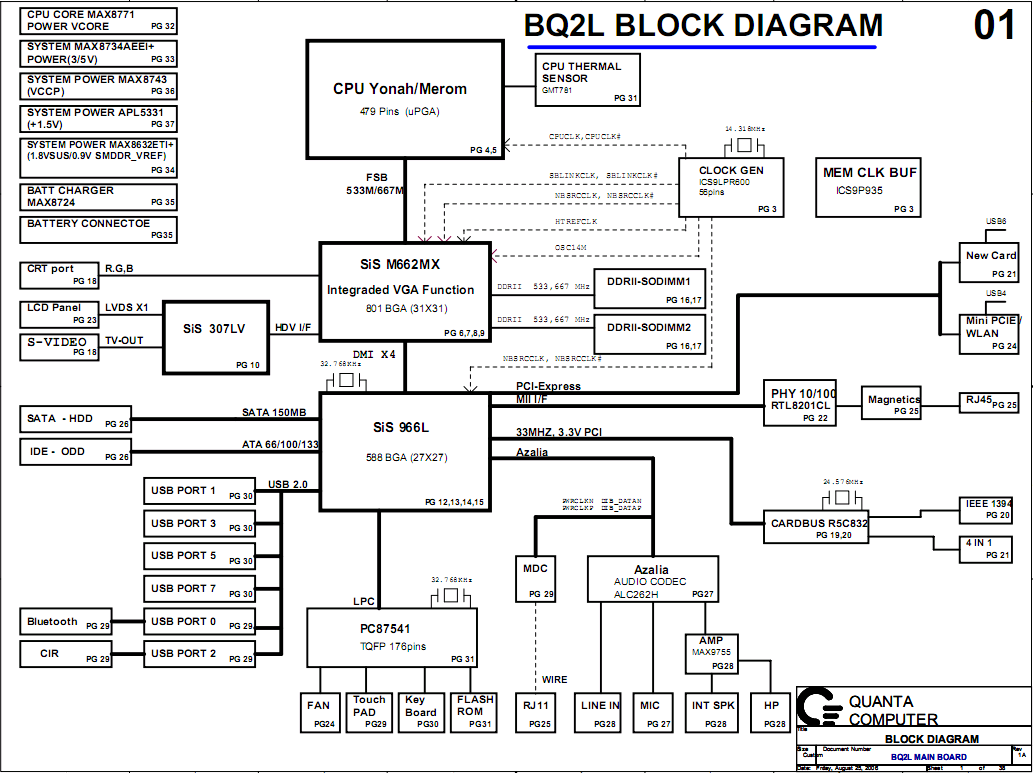 BQ2L BLOCK DIAGRAM
01
CPU CORE MAX8771
POWER VCORE
PG 32
SYSTEM MAX8734AEEI+
POWER(3/5V)
PG 33
SYSTEM POWER MAX8743
(VCCP)
PG 36
SYSTEM POWER APL5331
(+1.5V)
PG 37
SYSTEM POWER MAX8632ETI+
(1.8VSUS/0.9V SMDDR_VREF)
PG 34
BATT CHARGER
MAX8724
PG 35
BATTERY CONNECTOE
PG35
CPU Yonah/Merom
479 Pins (uPGA)
PG 4,5
CPU THERMAL
SENSOR
GMT781
PG 31
CPUCLK,CPUCLK#
14.318MHz
CLOCK GEN
ICS9LPR600
56pins
PG 3
MEM CLK BUF
ICS9P935
PG 3
FSB
533M/667M
SBLINKCLK, SBLINKCLK#
NBSRCCLK, NBSRCCLK#
HTREFCLK
OSC14M
USB6
New Card
PG 21
USB4
Mini PCIE/
WLAN
PG 24
CRT port
PG 18
R,G,B
LCD Panel
PG 23
LVDS X1
S-VIDEO
PG 18
TV-OUT
SiS 307LV
PG 10
HDV I/F
SiS M662MX
Integraded VGA Function
801 BGA (31X31)
PG 6,7,8,9
DDRII 533,667 MHz
DDRII-SODIMM1
PG 16,17
DDRII 533,667 MHz
DDRII-SODIMM2
PG 16,17
DMI X4
32.768KHz
NBSRCCLK, NBSRCCLK#
SiS 966L
588 BGA (27X27)
PG 12,13,14,15
PCI-Express
MII I/F
33MHZ, 3.3V PCI
Azalia
PHY 10/100
RTL8201CL
PG 22
Magnetics
PG 25
RJ45
PG 25
SATA - HDD
PG 26
SATA 150MB
IDE - ODD
PG 26
ATA 66/100/133
USB 2.0
USB PORT 1
PG 30
USB PORT 3
PG 30
USB PORT 5
PG 30
USB PORT 7
PG 30
Bluetooth
PG 29
USB PORT 0
PG 29
CIR
PG 29
USB PORT 2
PG 29
24.576MHz
CARDBUS R5C832
PG 19,20
IEEE 1394
PG 20
4 IN 1
PG 21
MDC
PG 29
Azalia
AUDIO CODEC
ALC262H
PG27
LPC
32.768KHz
PC87541
TQFP 176pins
PG 31
AMP
MAX9755
PG28
WIRE
FAN
PG24
Touch
PAD
PG29
Key
Board
PG30
FLASH
ROM
PG31
RJ11
PG25
LINE IN
PG28
MIC
PG 27
INT SPK
PG28
HP
PG28
QUANTA
COMPUTER
Title
BLOCK DIAGRAM
Size
Custom
Document Number
BQ2L MAIN BOARD
Rev
1A
Date: Friday, August 25, 2006
Sheet 1 of 38